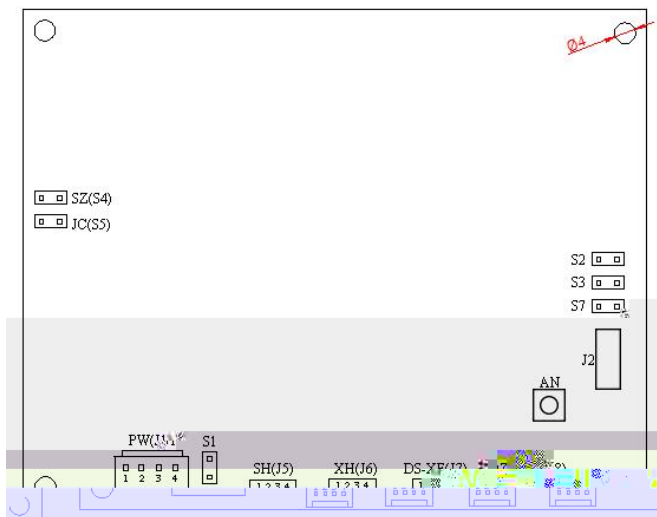 Ø4
SZ(S4)
JC(S5)
S2
S3
S7
J2
AN
S1
1 2 3 4
SH(J5)
XH(J6)
1 2 3 4
1 2 3 4